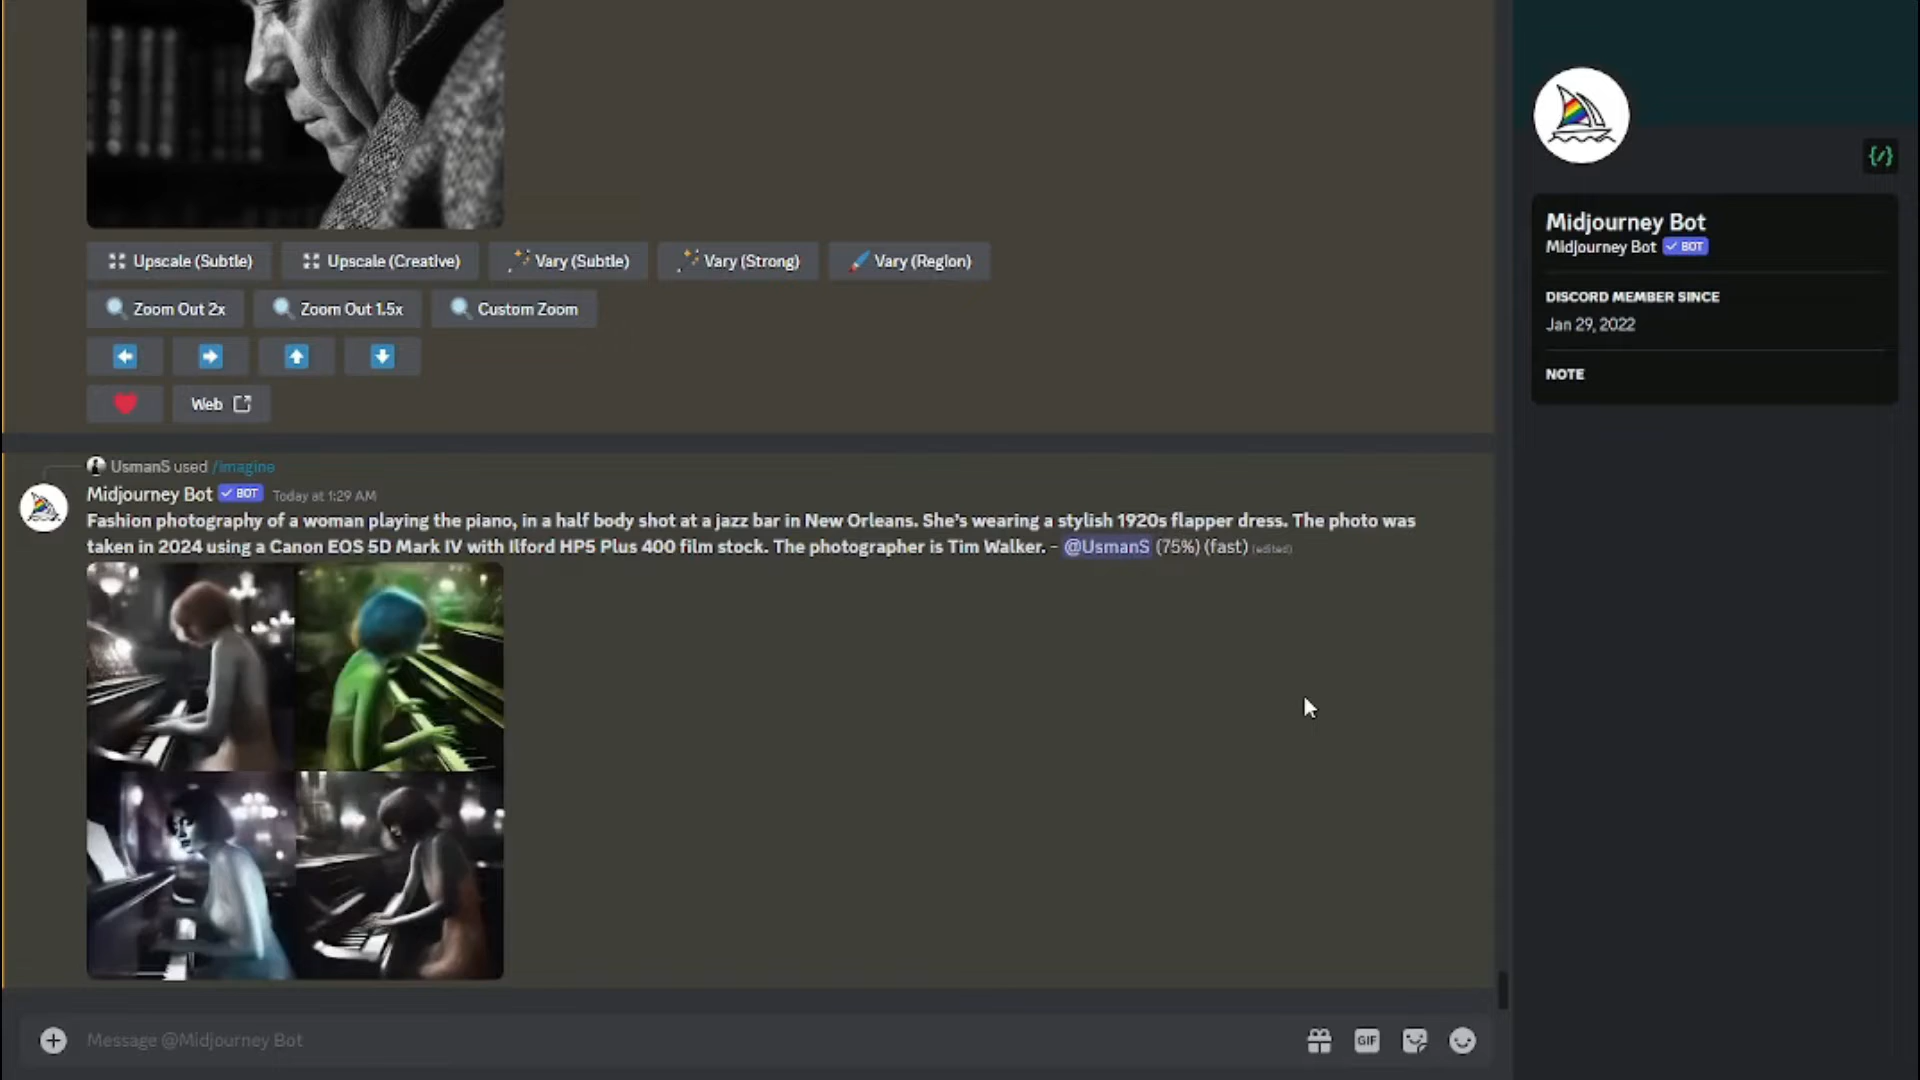 Upscale (Subtle) Upscale (Creative) Vary (Subtle) Vary (Strong) Vary (Region)
Zoom Out 2x Zoom Out 1.5x Custom Zoom
Web
UsmanS used /imagine
Midjourney Bot BOT Today at 1:29 AM
Fashion photography of a woman playing the piano, in a half body shot at a jazz bar in New Orleans. She's wearing a stylish 1920s flapper dress. The photo was
taken in 2024 using a Canon EOS 5D Mark IV with Ilford HP5 Plus 400 film stock. The photographer is Tim Walker. - @UsmanS (75%) (fast) (edited)
Message @Midjourney Bot
GIF
{/}
Midjourney Bot
Midjourney Bot BOT
DISCORD MEMBER SINCE
Jan 29, 2022
NOTE